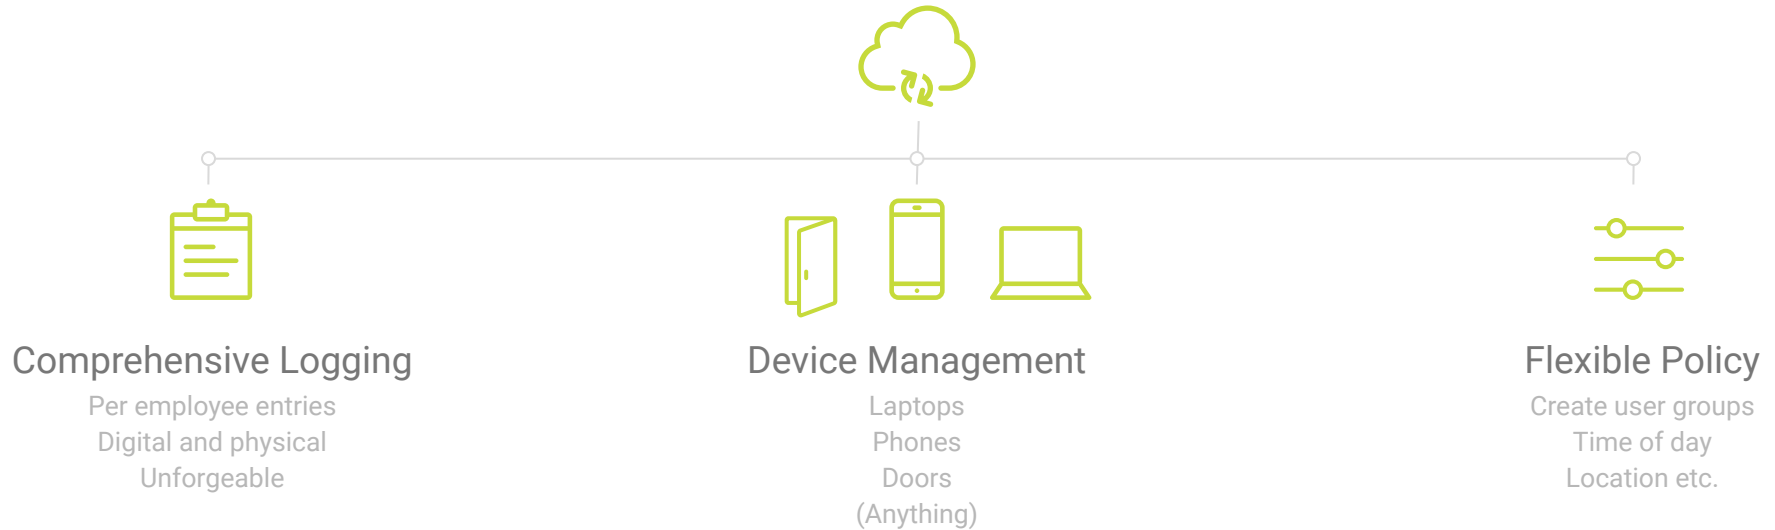 Comprehensive Logging
Per employee entries
Digital and physical
Unforgeable
Device Management
Laptops
Phones
Doors
(Anything)
Flexible Policy
Create user groups
Time of day
Location etc.